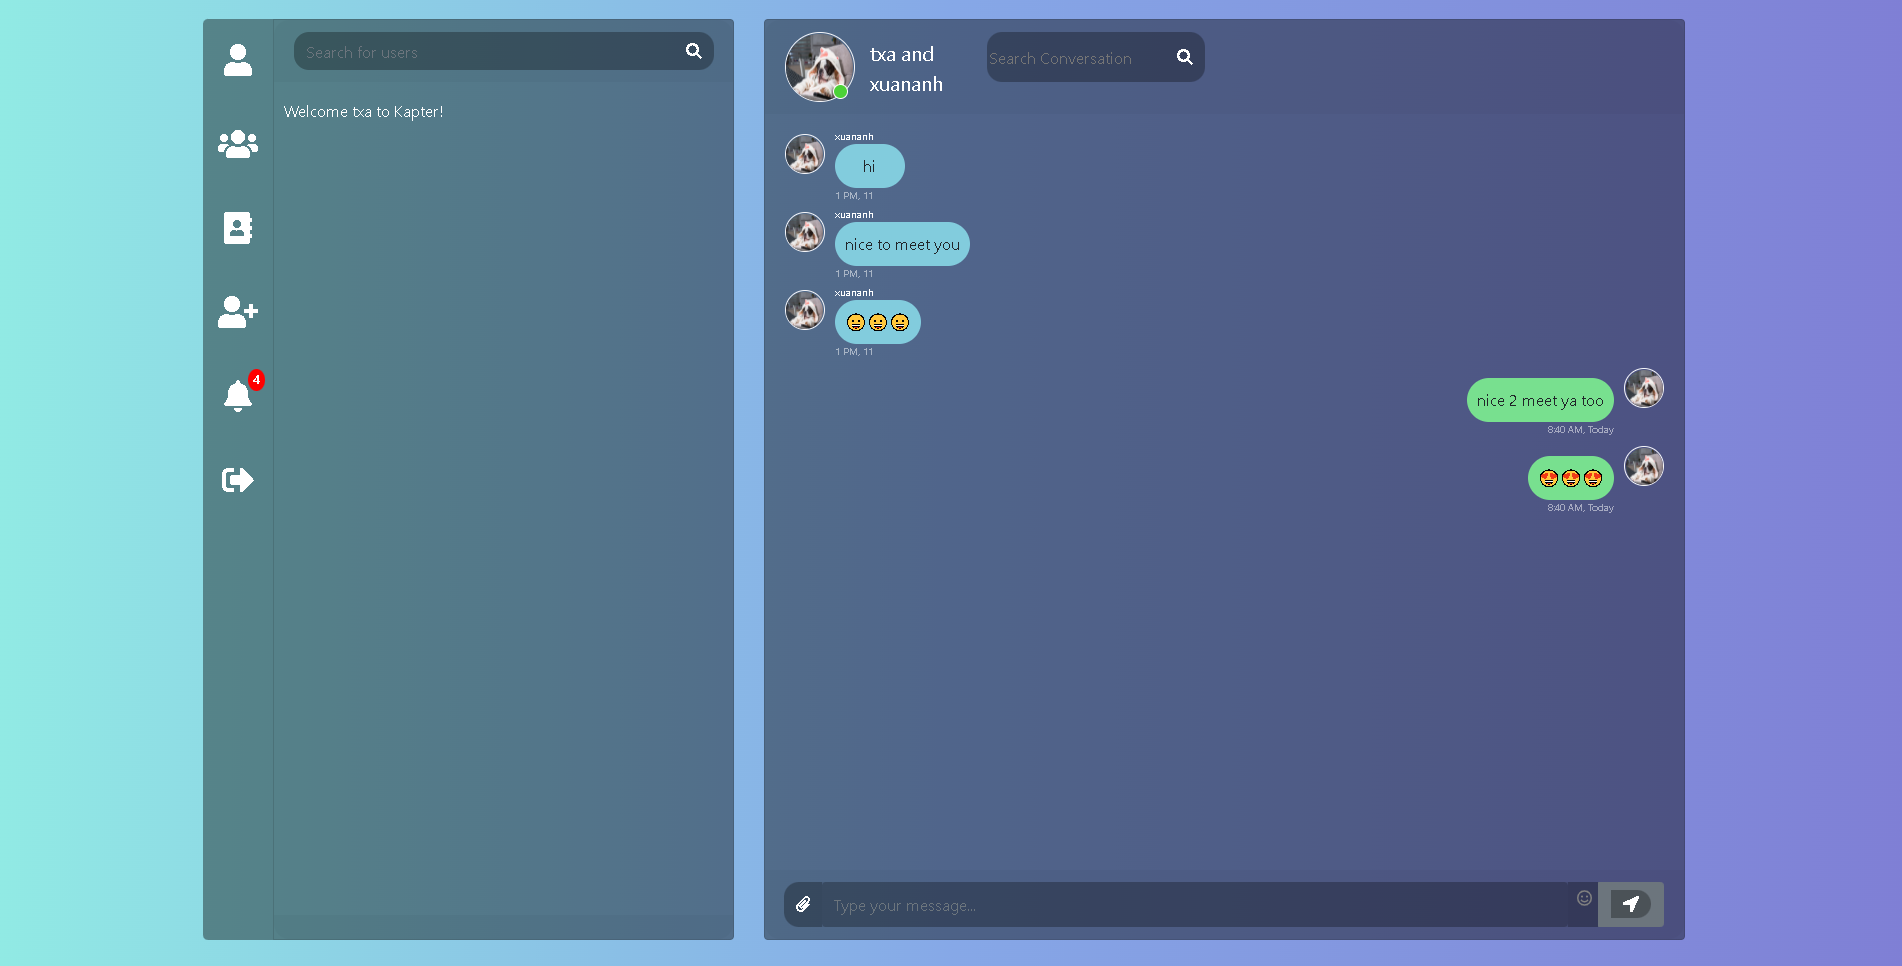 Search for users
Welcome txa to Kapter!
4
txa and
xuananh
Search Conversation
xuananh
hi
1 PM, 11
xuananh
nice to meet you
1 PM, 11
xuananh
😀😀😀
1 PM, 11
nice 2 meet ya too
8:40 AM, Today
🤩🤩🤩
8:40 AM, Today
Type your message...